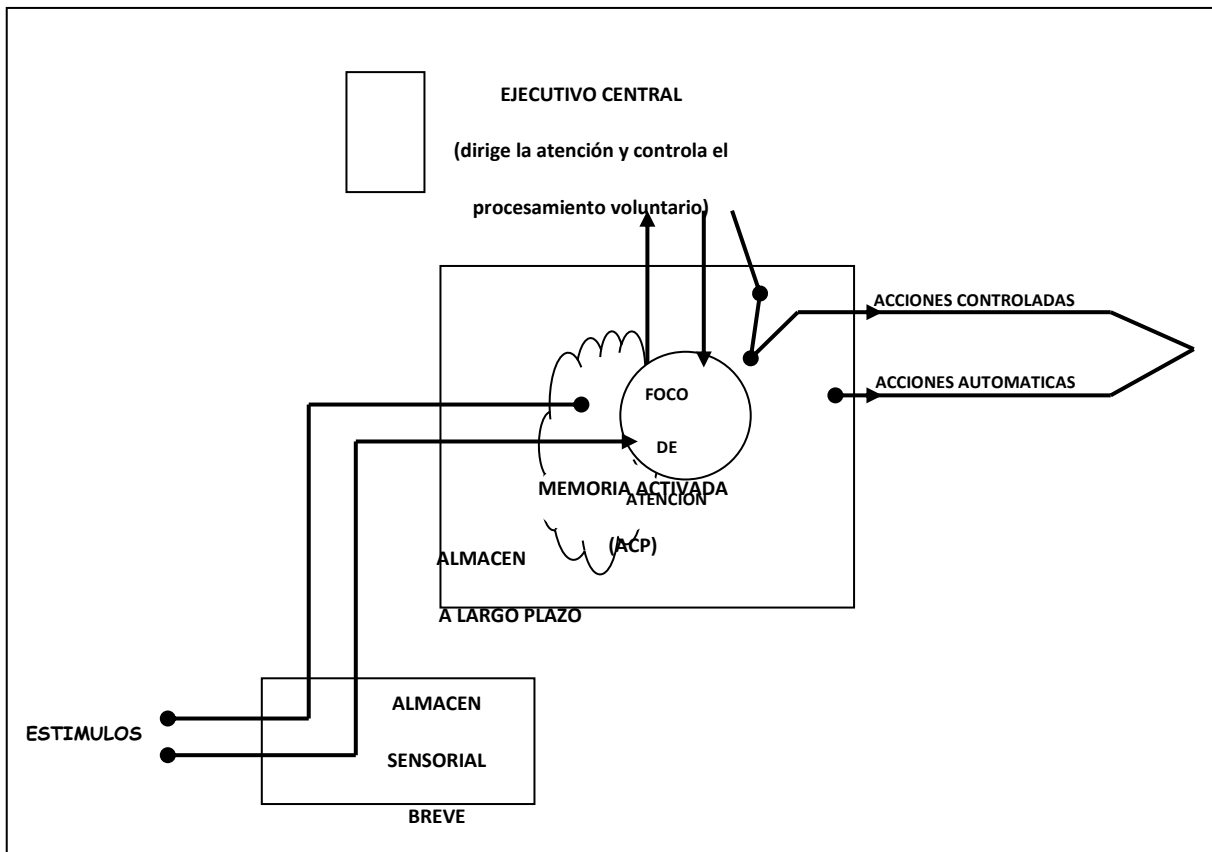 EJECUTIVO CENTRAL
(dirige la atención y controla el
procesamiento voluntario)
ACCIONES CONTROLADAS
ACCIONES AUTOMATICAS
FOCO
DE
ATENCION
MEMORIA ACTIVADA
(ACP)
ALMACEN
A LARGO PLAZO
ESTIMULOS
ALMACEN
SENSORIAL
BREVE